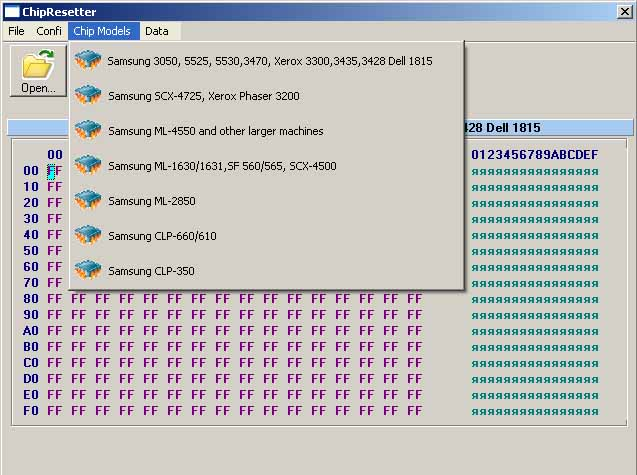 ChipResetter
File Confi Chip Models Data
Open...
Samsung 3050, 5525, 5530,3470, Xerox 3300,3435,3428 Dell 1815
Samsung SCX-4725, Xerox Phaser 3200
Samsung ML-4550 and other larger machines
Samsung ML-1630/1631,SF 560/565, SCX-4500
Samsung ML-2850
Samsung CLP-660/610
Samsung CLP-350
428 Dell 1815
00 0123456789ABCDEF
00 FF яяяяяяяяяяяяяяяя
10 FF яяяяяяяяяяяяяяяя
20 FF яяяяяяяяяяяяяяяя
30 FF яяяяяяяяяяяяяяяя
40 FF яяяяяяяяяяяяяяяя
50 FF яяяяяяяяяяяяяяяя
60 FF яяяяяяяяяяяяяяяя
70 FF яяяяяяяяяяяяяяяя
80 FF FF FF FF FF FF FF FF FF FF FF FF FF FF FF FF яяяяяяяяяяяяяяяя
90 FF FF FF FF FF FF FF FF FF FF FF FF FF FF FF FF яяяяяяяяяяяяяяяя
A0 FF FF FF FF FF FF FF FF FF FF FF FF FF FF FF FF яяяяяяяяяяяяяяяя
B0 FF FF FF FF FF FF FF FF FF FF FF FF FF FF FF FF яяяяяяяяяяяяяяяя
C0 FF FF FF FF FF FF FF FF FF FF FF FF FF FF FF FF яяяяяяяяяяяяяяяя
D0 FF FF FF FF FF FF FF FF FF FF FF FF FF FF FF FF яяяяяяяяяяяяяяяя
E0 FF FF FF FF FF FF FF FF FF FF FF FF FF FF FF FF яяяяяяяяяяяяяяяя
F0 FF FF FF FF FF FF FF FF FF FF FF FF FF FF FF FF яяяяяяяяяяяяяяяя